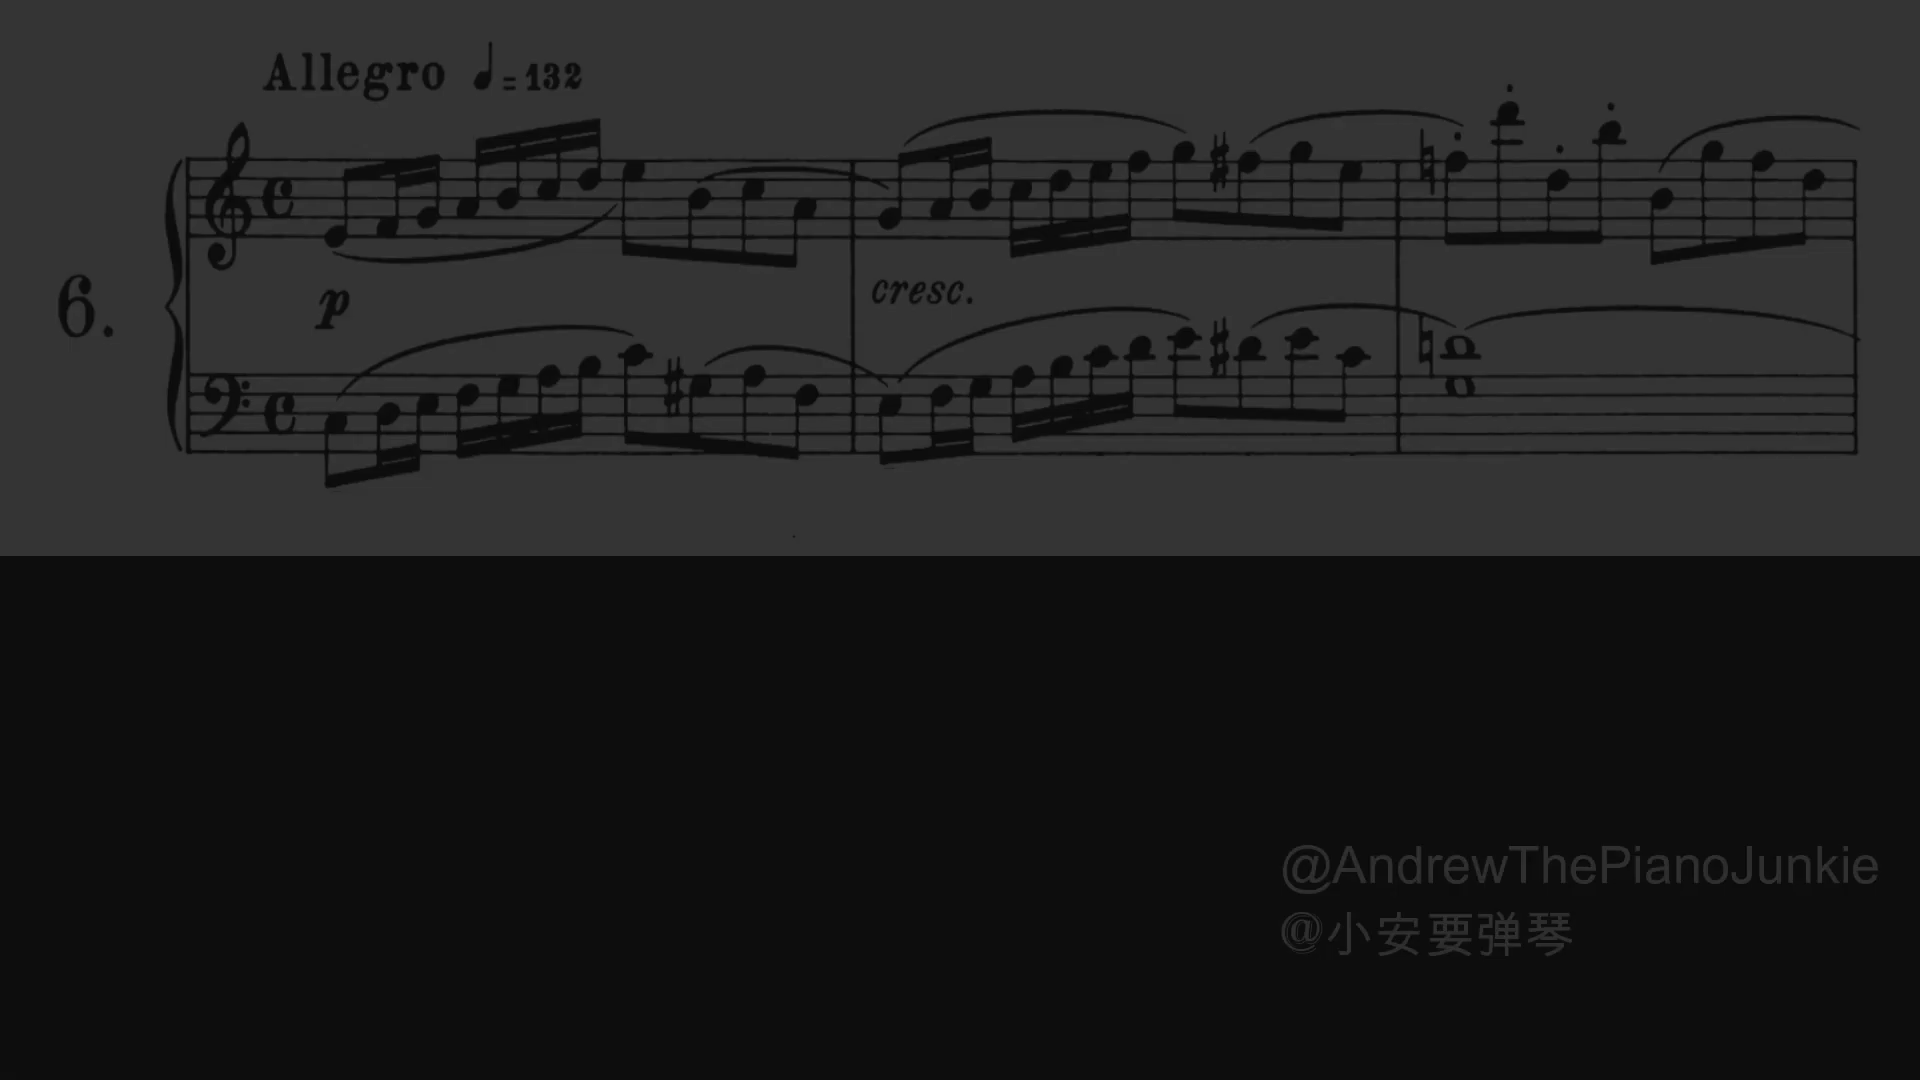 Allegro ♩=132
6.
p
cresc.
@AndrewThePianoJunkie
@小安要弹琴